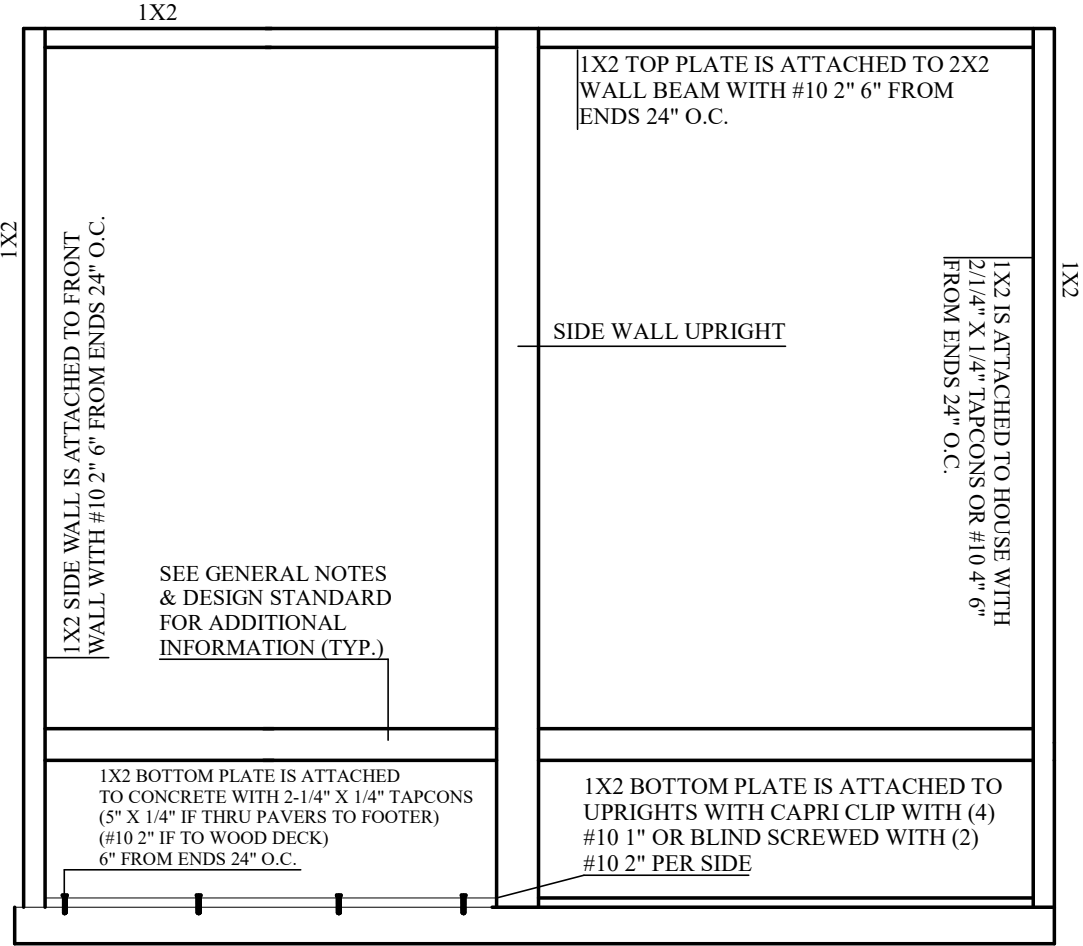 1X2
1X2 TOP PLATE IS ATTACHED TO 2X2
WALL BEAM WITH #10 2" 6" FROM
ENDS 24" O.C.
1X2
1X2 SIDE WALL IS ATTACHED TO FRONT
WALL WITH #10 2" 6" FROM ENDS 24" O.C.
SIDE WALL UPRIGHT
1X2 IS ATTACHED TO HOUSE WITH
2/1/4" X 1/4" TAPCONS OR #10 4" 6"
FROM ENDS 24" O.C.
1X2
SEE GENERAL NOTES
& DESIGN STANDARD
FOR ADDITIONAL
INFORMATION (TYP.)
1X2 BOTTOM PLATE IS ATTACHED
TO CONCRETE WITH 2-1/4" X 1/4" TAPCONS
(5" X 1/4" IF THRU PAVERS TO FOOTER)
(#10 2" IF TO WOOD DECK)
6" FROM ENDS 24" O.C.
1X2 BOTTOM PLATE IS ATTACHED TO
UPRIGHTS WITH CAPRI CLIP WITH (4)
#10 1" OR BLIND SCREWED WITH (2)
#10 2" PER SIDE